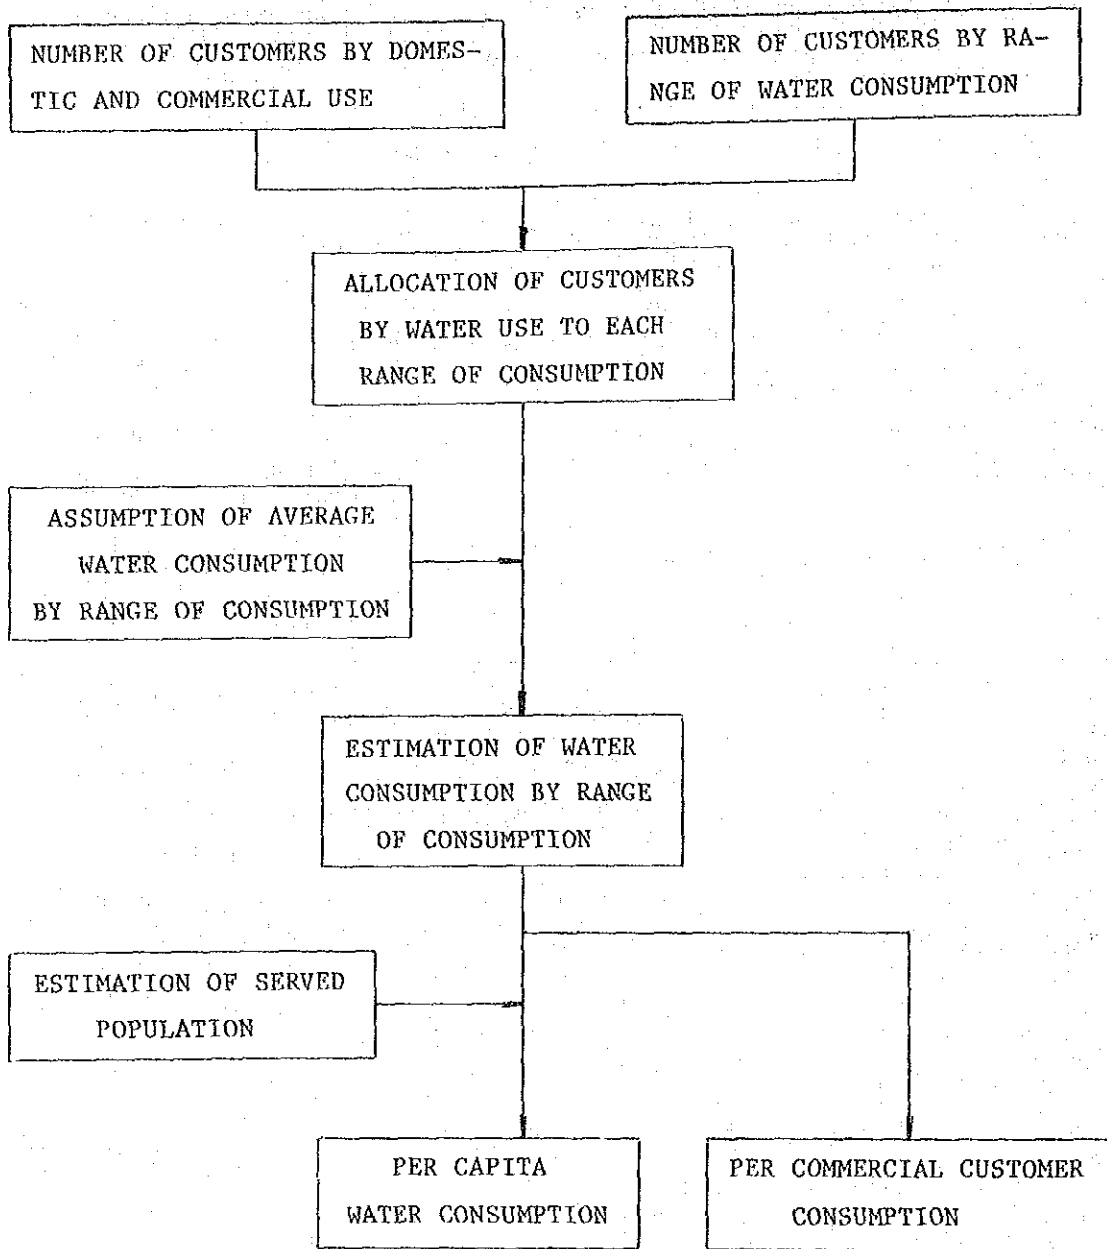 NUMBER OF CUSTOMERS BY DOMES-
TIC AND COMMERCIAL USE
NUMBER OF CUSTOMERS BY RA-
NGE OF WATER CONSUMPTION
ALLOCATION OF CUSTOMERS
BY WATER USE TO EACH
RANGE OF CONSUMPTION
ASSUMPTION OF AVERAGE
WATER CONSUMPTION
BY RANGE OF CONSUMPTION
ESTIMATION OF WATER
CONSUMPTION BY RANGE
OF CONSUMPTION
ESTIMATION OF SERVED
POPULATION
PER CAPITA
WATER CONSUMPTION
PER COMMERCIAL CUSTOMER
CONSUMPTION